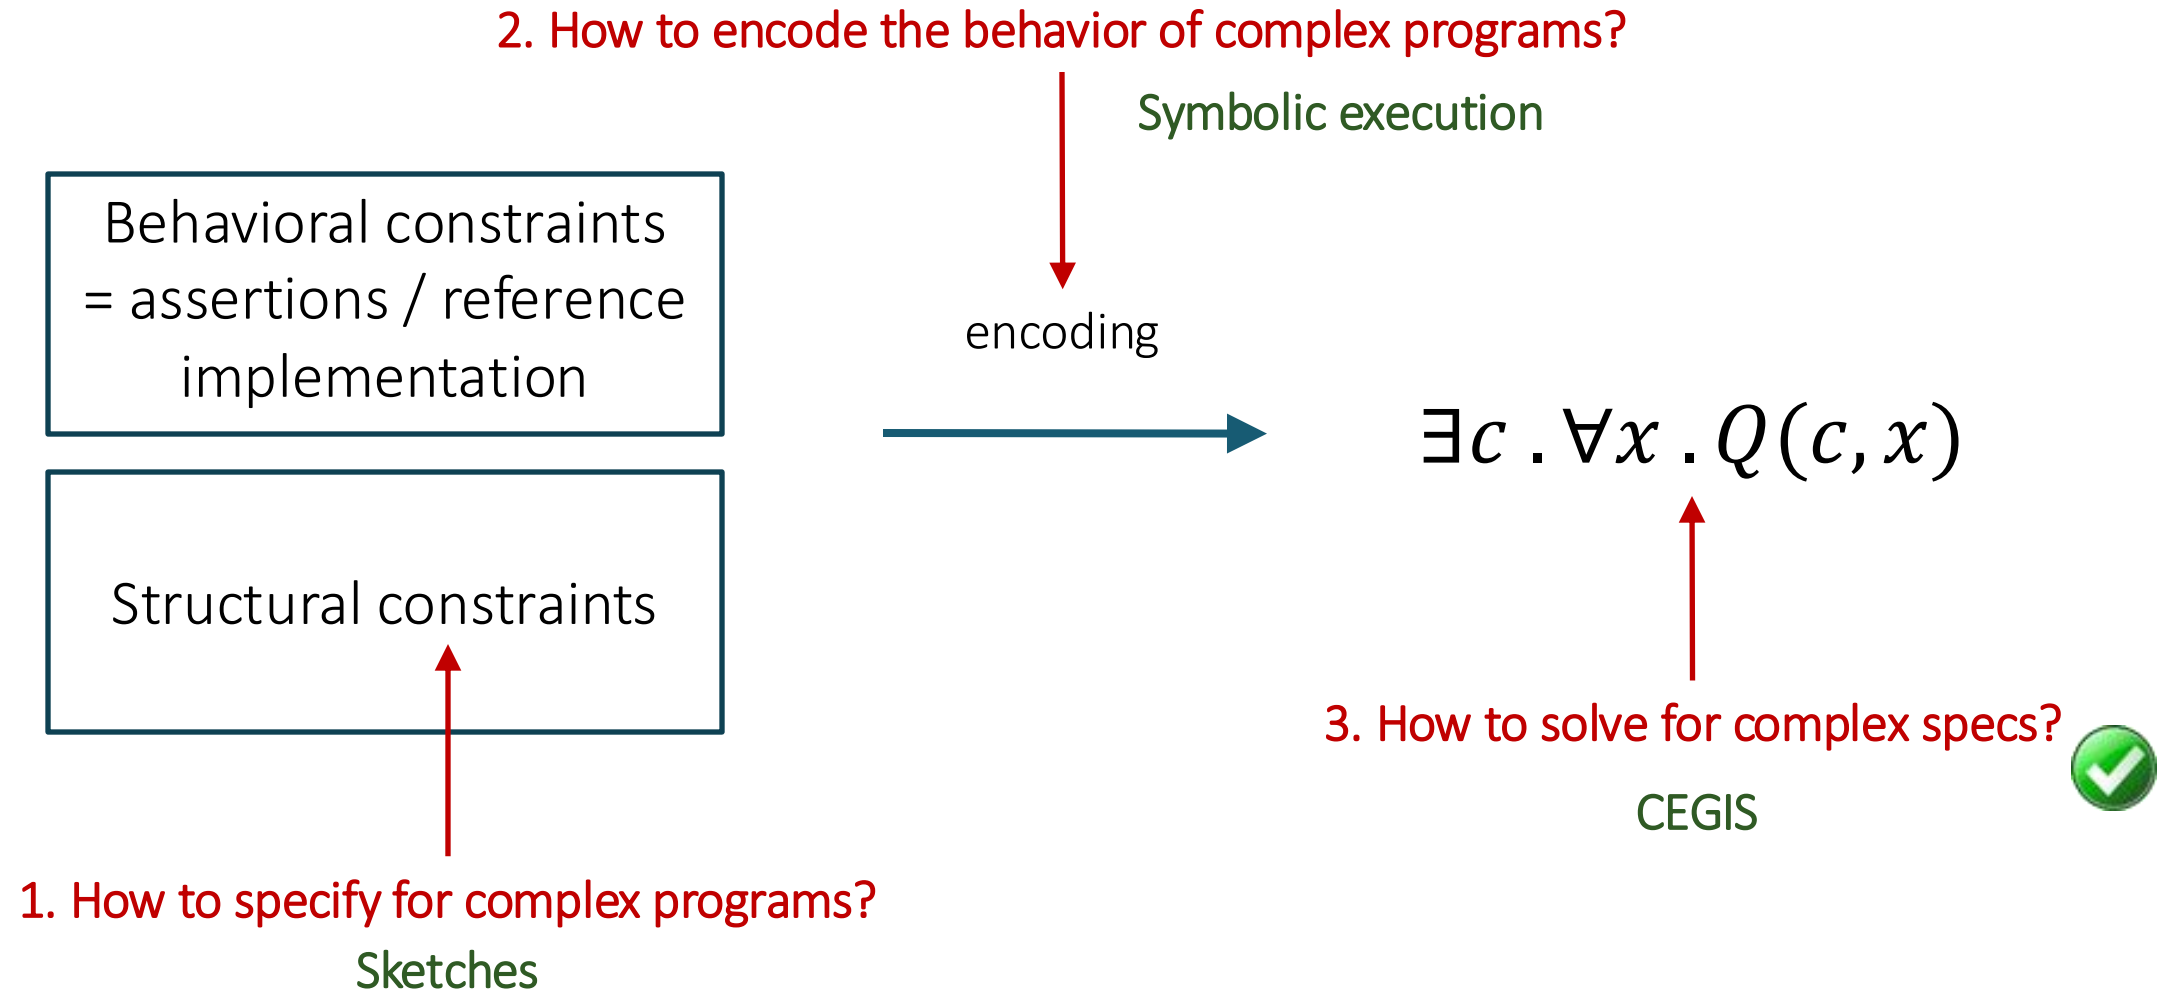 2. How to encode the behavior of complex programs?
Symbolic execution
Behavioral constraints
= assertions / reference
implementation
encoding
∃c . ∀x . Q(c, x)
Structural constraints
3. How to solve for complex specs?
CEGIS
1. How to specify for complex programs?
Sketches